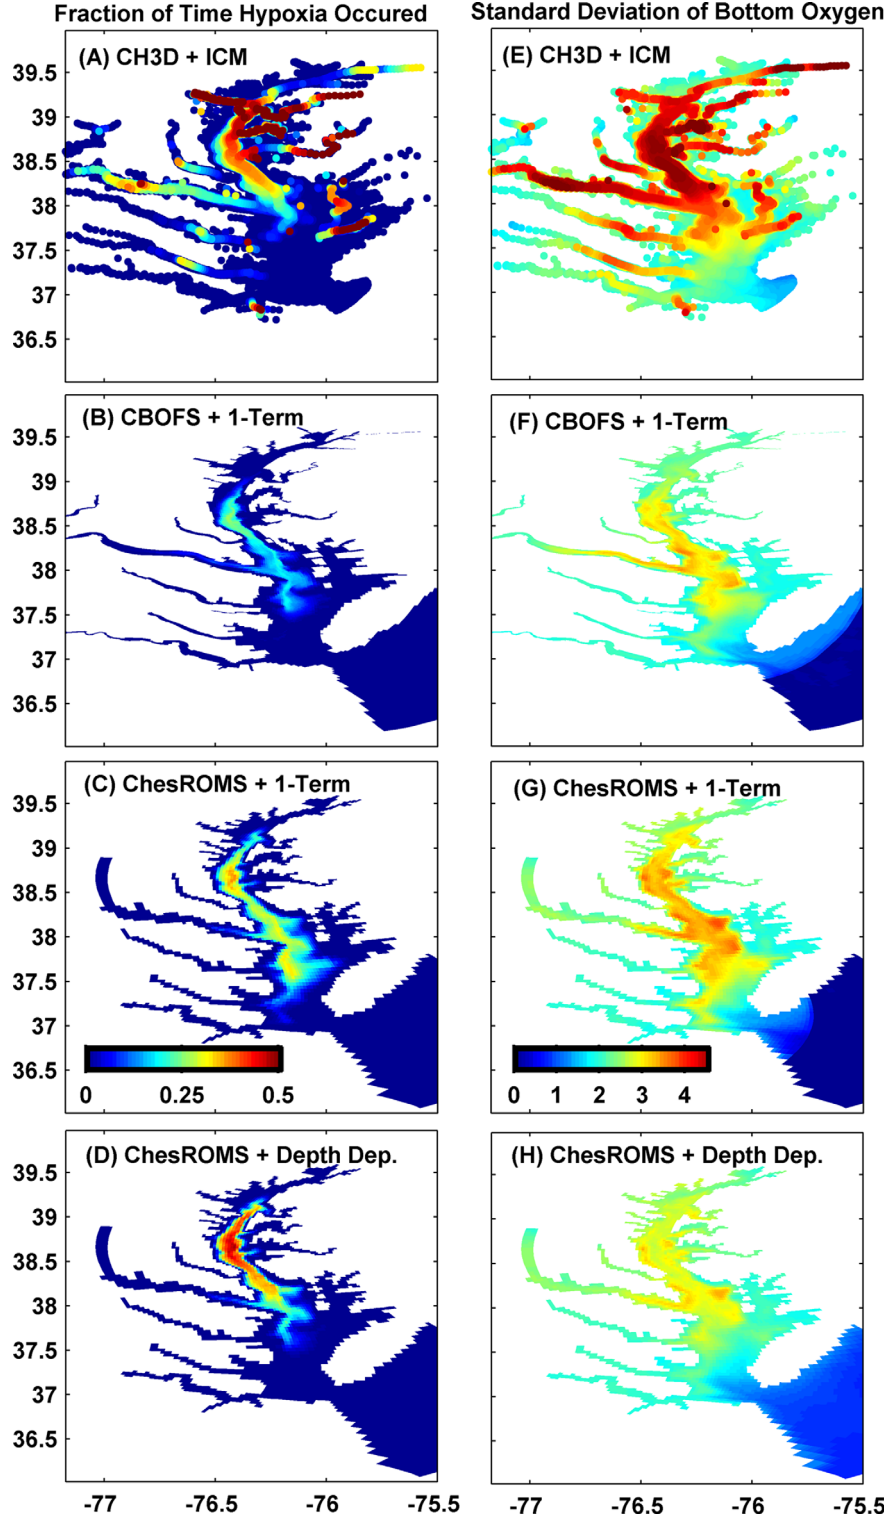 Fraction of Time Hypoxia Occured
Standard Deviation of Bottom Oxygen
(A) CH3D + ICM
39.5
39
38.5
38
37.5
37
36.5
(E) CH3D + ICM
(B) CBOFS + 1-Term
39.5
39
38.5
38
37.5
37
36.5
(F) CBOFS + 1-Term
(C) ChesROMS + 1-Term
39.5
39
38.5
38
37.5
37
36.5
0 0.25 0.5
(G) ChesROMS + 1-Term
0 1 2 3 4
(D) ChesROMS + Depth Dep.
39.5
39
38.5
38
37.5
37
36.5
-77 -76.5 -76 -75.5
(H) ChesROMS + Depth Dep.
-77 -76.5 -76 -75.5